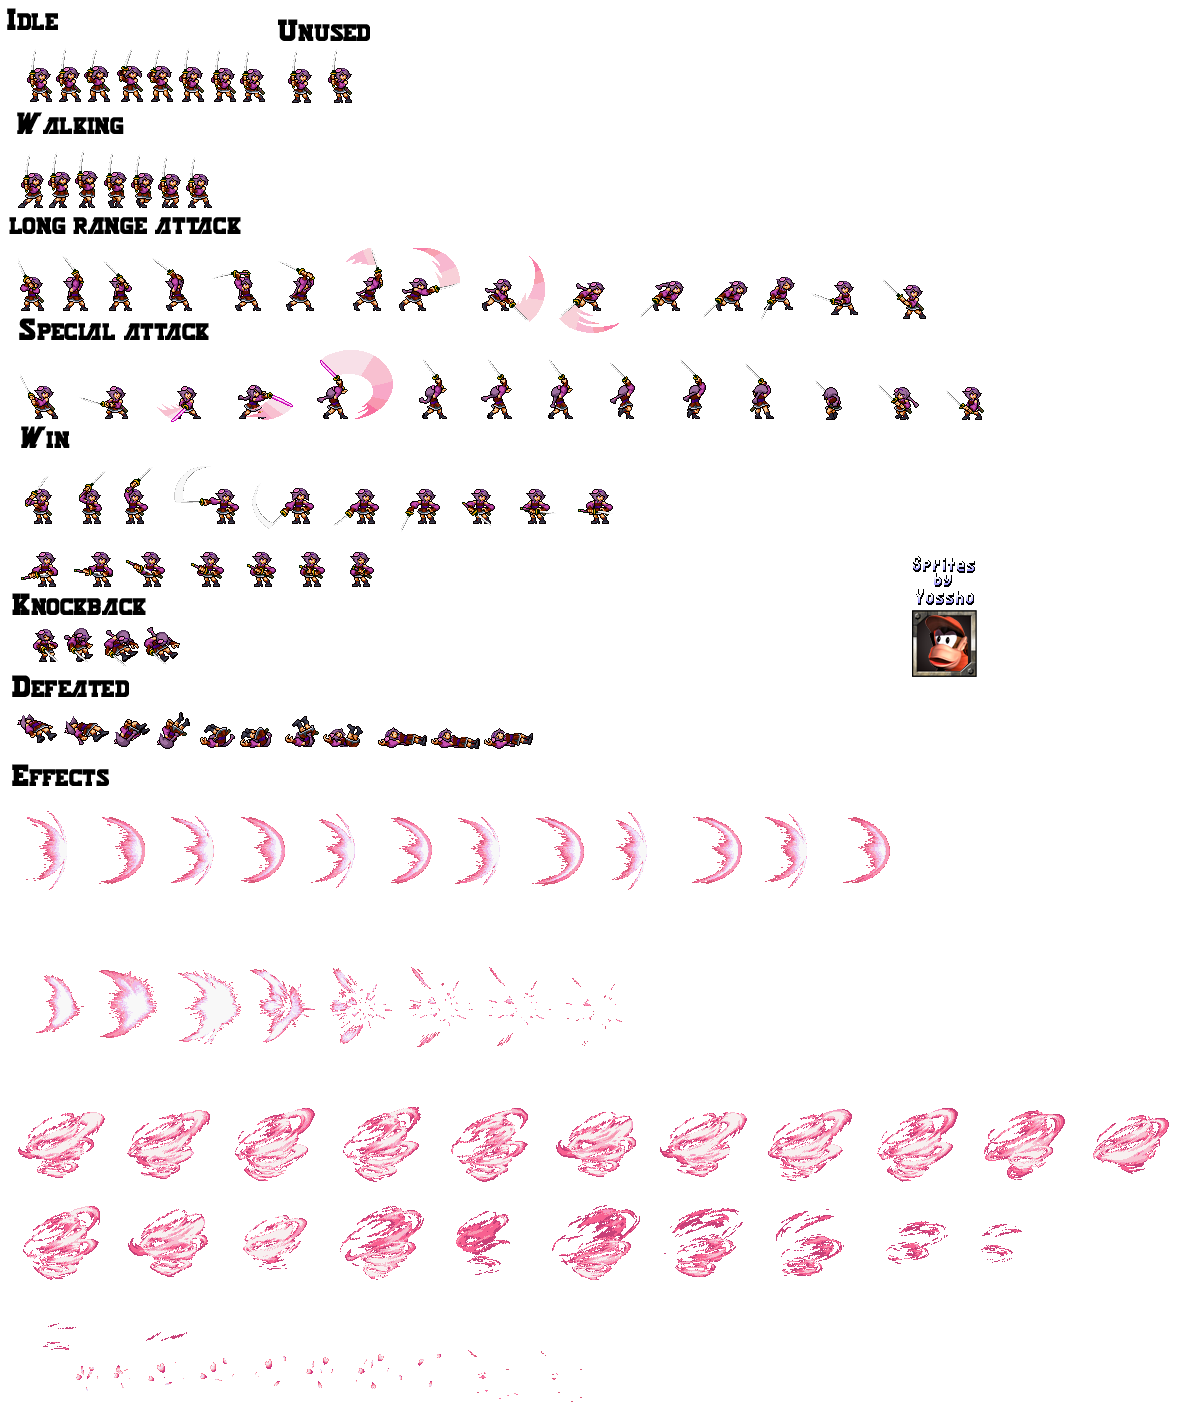 Idle
Unused
Walking
Long Range Attack
Special Attack
Win
Sprites
by
Yossho
Knockback
Defeated
Effects